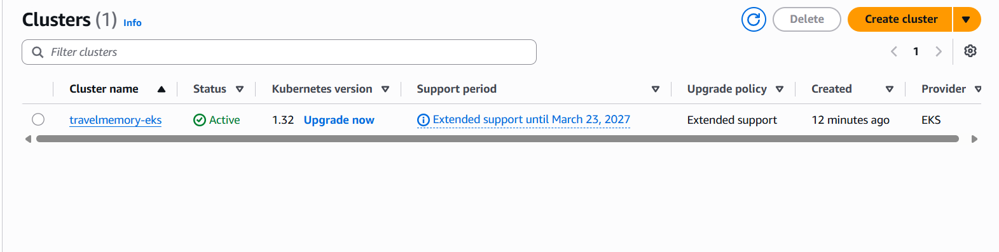 Clusters (1) Info
Delete
Create cluster
Filter clusters
1
Cluster name Status Kubernetes version Support period Upgrade policy Created Provider
travelmemory-eks Active 1.32 Upgrade now Extended support until March 23, 2027 Extended support 12 minutes ago EKS